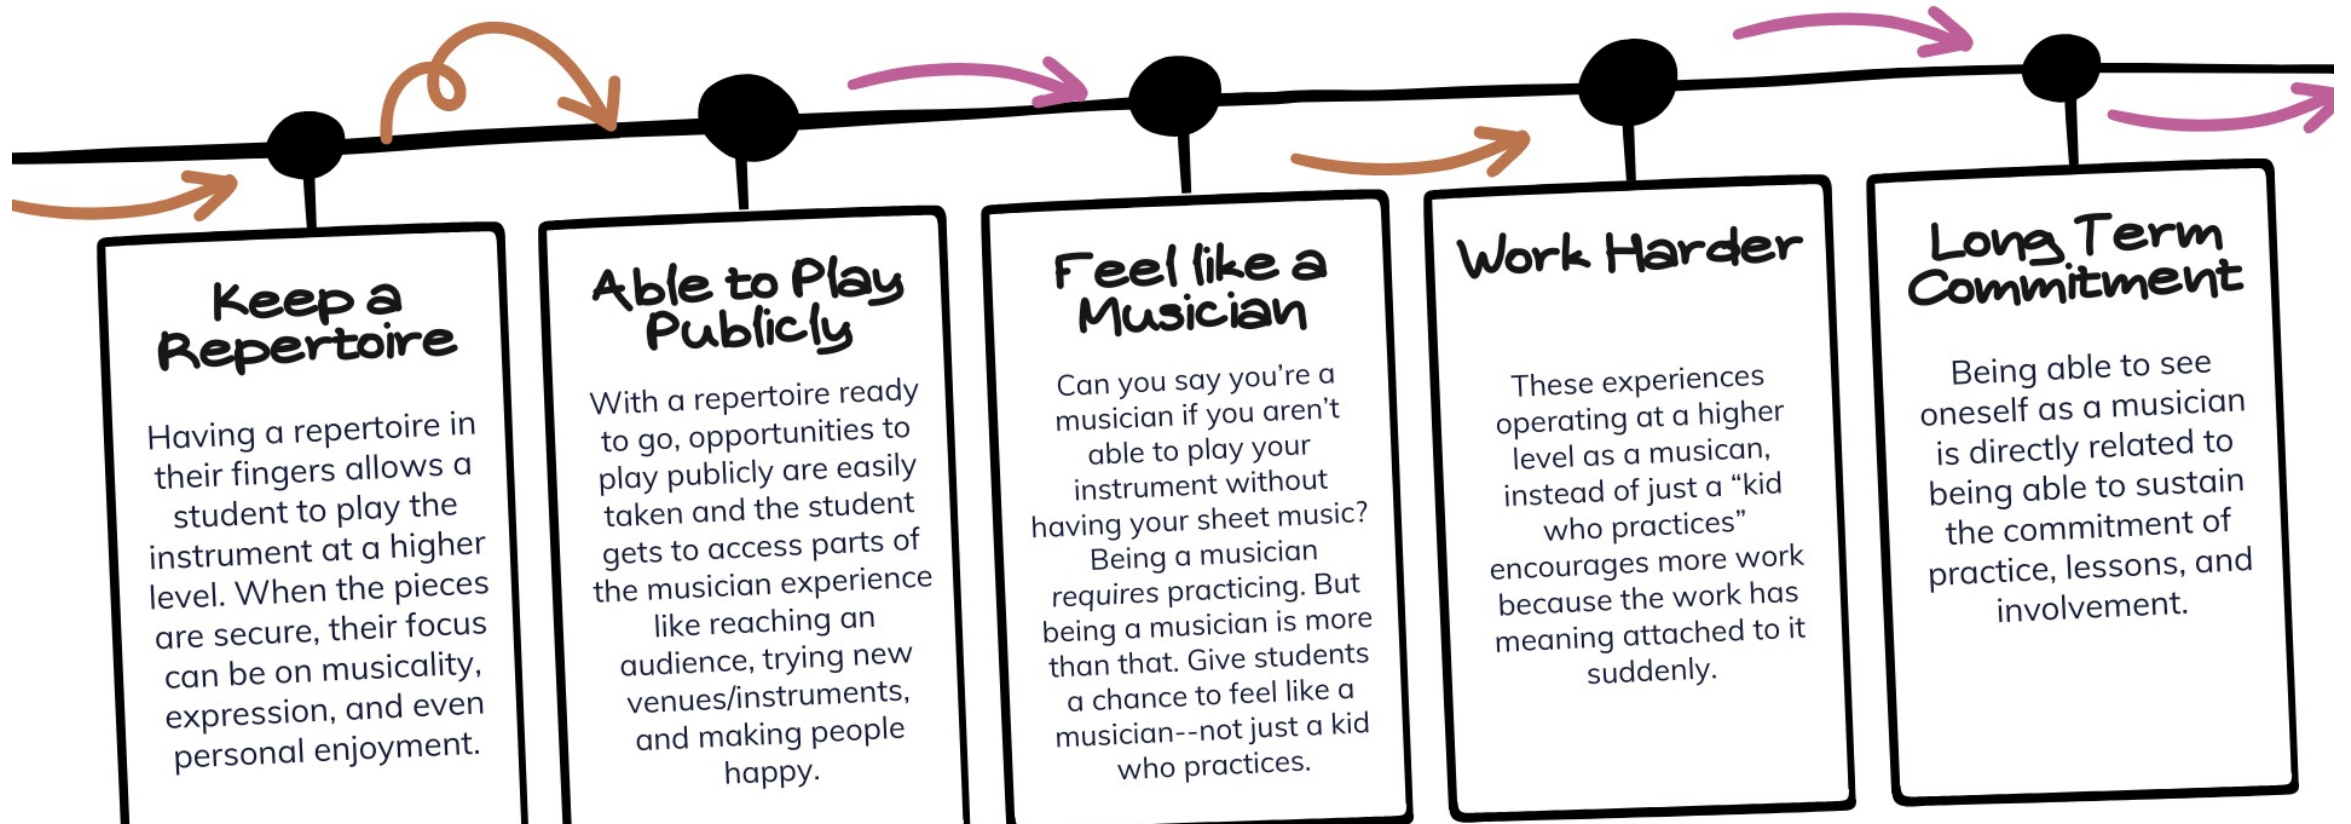 Keep a
Repertoire
Having a repertoire in
their fingers allows a
student to play the
instrument at a higher
level. When the pieces
are secure, their focus
can be on musicality,
expression, and even
personal enjoyment.
Able to Play
Publicly
With a repertoire ready
to go, opportunities to
play publicly are easily
taken and the student
gets to access parts of
the musician experience
like reaching an
audience, trying new
venues/instruments,
and making people
happy.
Feel like a
Musician
Can you say you're a
musician if you aren't
able to play your
instrument without
having your sheet music?
Being a musician
requires practicing. But
being a musician is more
than that. Give students
a chance to feel like a
musician--not just a kid
who practices.
Work Harder
These experiences
operating at a higher
level as a musican,
instead of just a “kid
who practices”
encourages more work
because the work has
meaning attached to it
suddenly.
Long Term
Commitment
Being able to see
oneself as a musician
is directly related to
being able to sustain
the commitment of
practice, lessons, and
involvement.